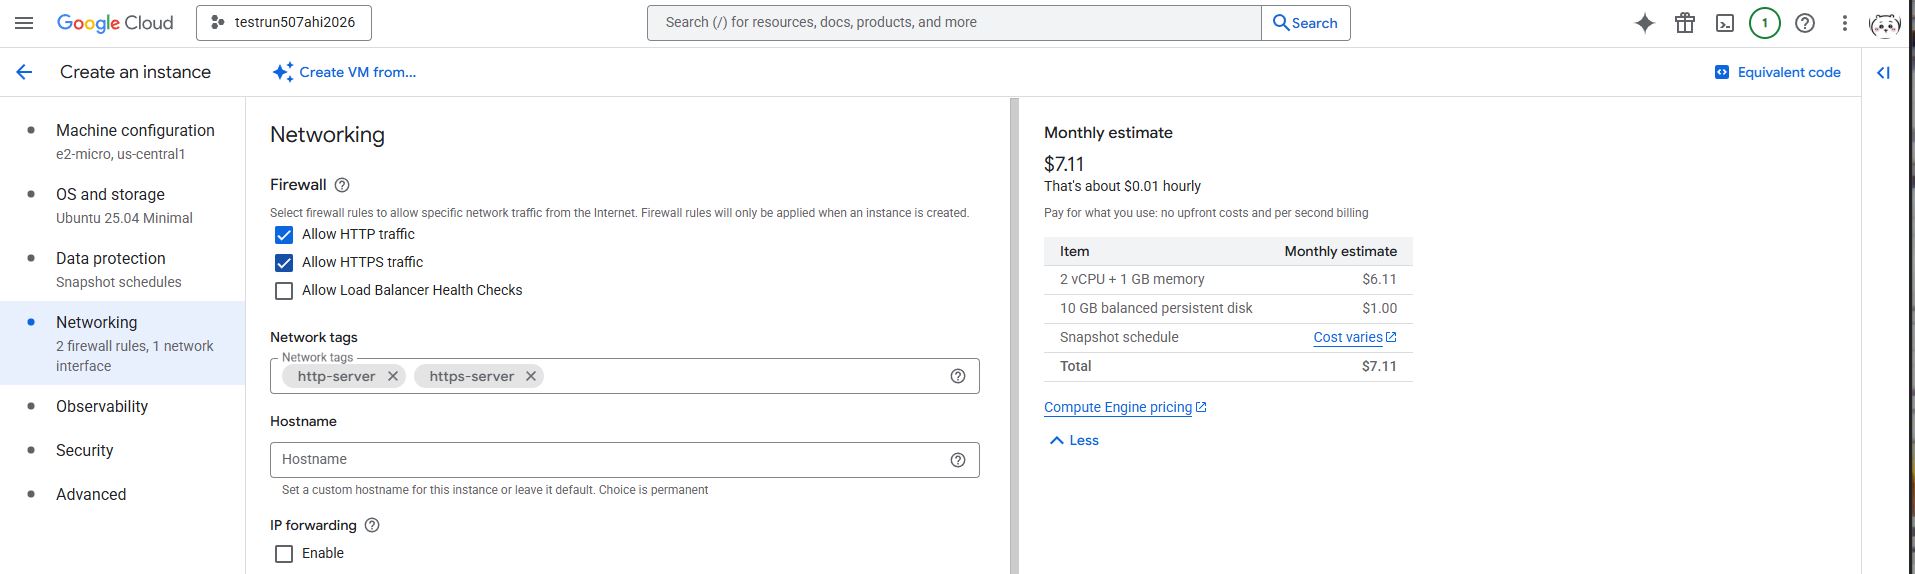 Google Cloud
testrun507ahi2026
Search (/) for resources, docs, products, and more
Search
1
Create an instance
Create VM from...
Equivalent code
Machine configuration
e2-micro, us-central1
OS and storage
Ubuntu 25.04 Minimal
Data protection
Snapshot schedules
Networking
2 firewall rules, 1 network
interface
Observability
Security
Advanced
Networking
Firewall
Select firewall rules to allow specific network traffic from the Internet. Firewall rules will only be applied when an instance is created.
Allow HTTP traffic
Allow HTTPS traffic
Allow Load Balancer Health Checks
Network tags
Network tags
http-server
https-server
Hostname
Hostname
Set a custom hostname for this instance or leave it default. Choice is permanent
IP forwarding
Enable
Monthly estimate
$7.11
That's about $0.01 hourly
Pay for what you use: no upfront costs and per second billing
Item Monthly estimate
2 vCPU + 1 GB memory $6.11
10 GB balanced persistent disk $1.00
Snapshot schedule Cost varies
Total $7.11
Compute Engine pricing
Less